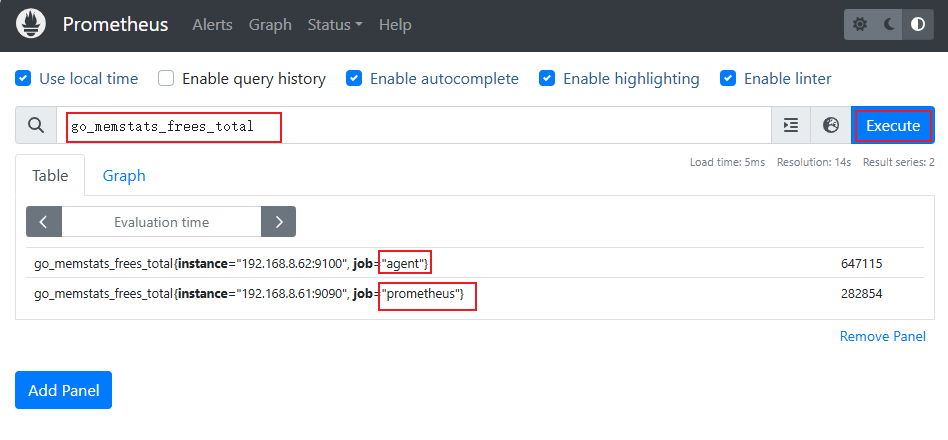 Prometheus Alerts Graph Status Help
Use local time Enable query history Enable autocomplete Enable highlighting Enable linter
go_memstats_frees_total Execute
Load time: 5ms Resolution: 14s Result series: 2
Table Graph
Evaluation time
go_memstats_frees_total{instance="192.168.8.62:9100", job="agent"} 647115
go_memstats_frees_total{instance="192.168.8.61:9090", job="prometheus"} 282854
Remove Panel
Add Panel